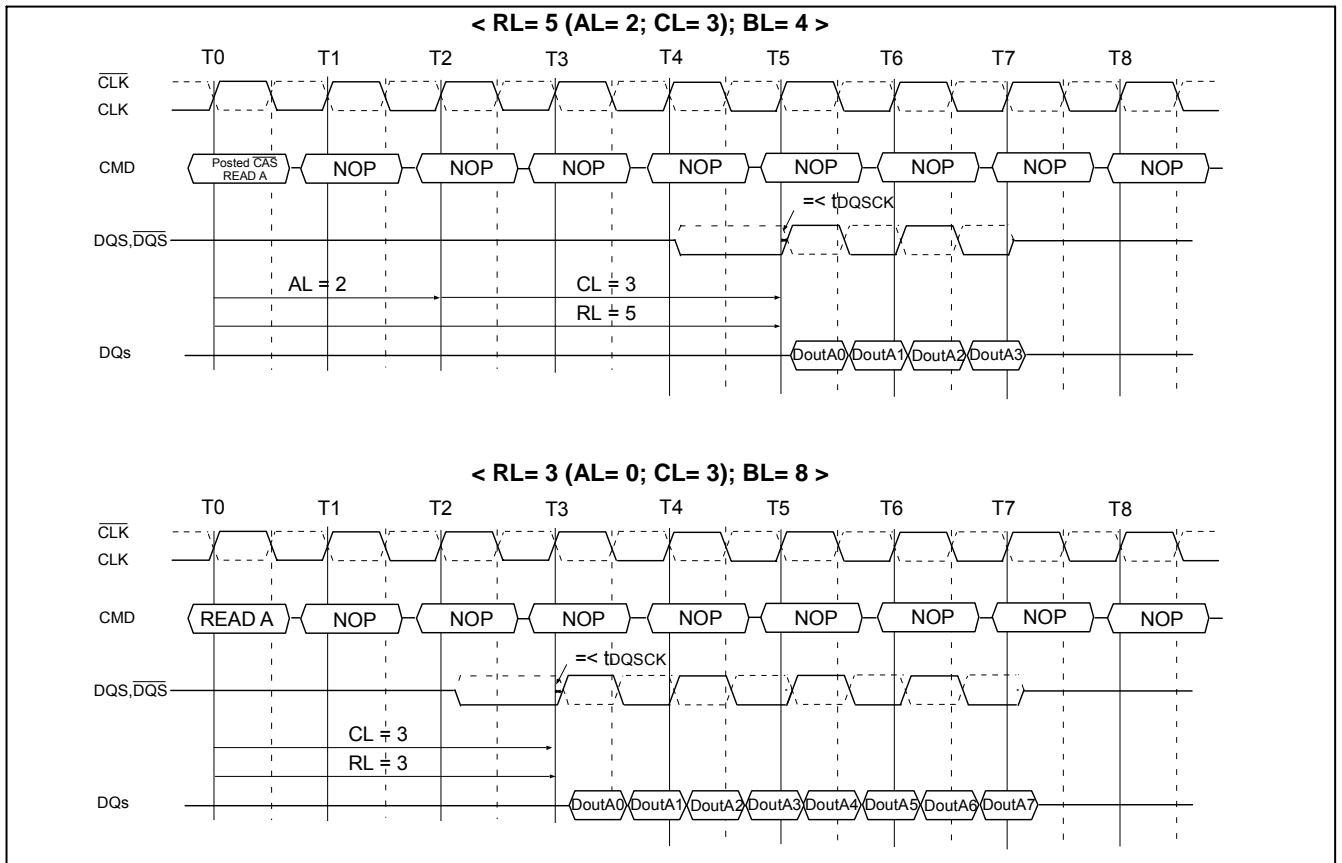 < RL= 5 (AL= 2; CL= 3); BL= 4 >
T0 T1 T2 T3 T4 T5 T6 T7 T8
CLK
CLK
CMD Posted CAS NOP NOP NOP NOP NOP NOP NOP NOP
READ A
=< tDQSCK
DQS,DQS
AL = 2 CL = 3
RL = 5
DQs DoutA0 DoutA1 DoutA2 DoutA3
< RL= 3 (AL= 0; CL= 3); BL= 8 >
T0 T1 T2 T3 T4 T5 T6 T7 T8
CLK
CLK
CMD READ A NOP NOP NOP NOP NOP NOP NOP NOP
=< tDQSCK
DQS,DQS
CL = 3
RL = 3
DQs DoutA0 DoutA1 DoutA2 DoutA3 DoutA4 DoutA5 DoutA6 DoutA7